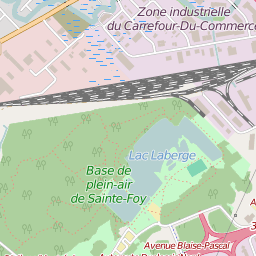 Zone industrielle
du Carrefour-Du-Commerce
Lac Laberge
Base de
plein-air
de Sainte-Foy
Avenue Blaise-Pascal